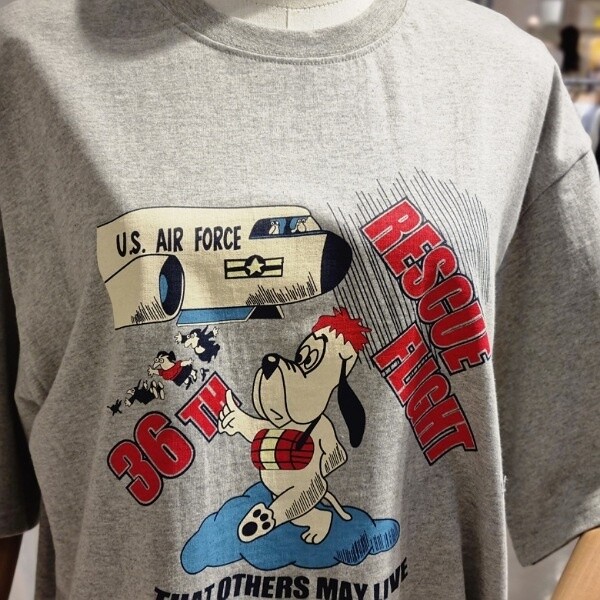 U.S. AIR FORCE
RESCUE
FLIGHT
36 TH
THAT OTHERS MAY LIVE